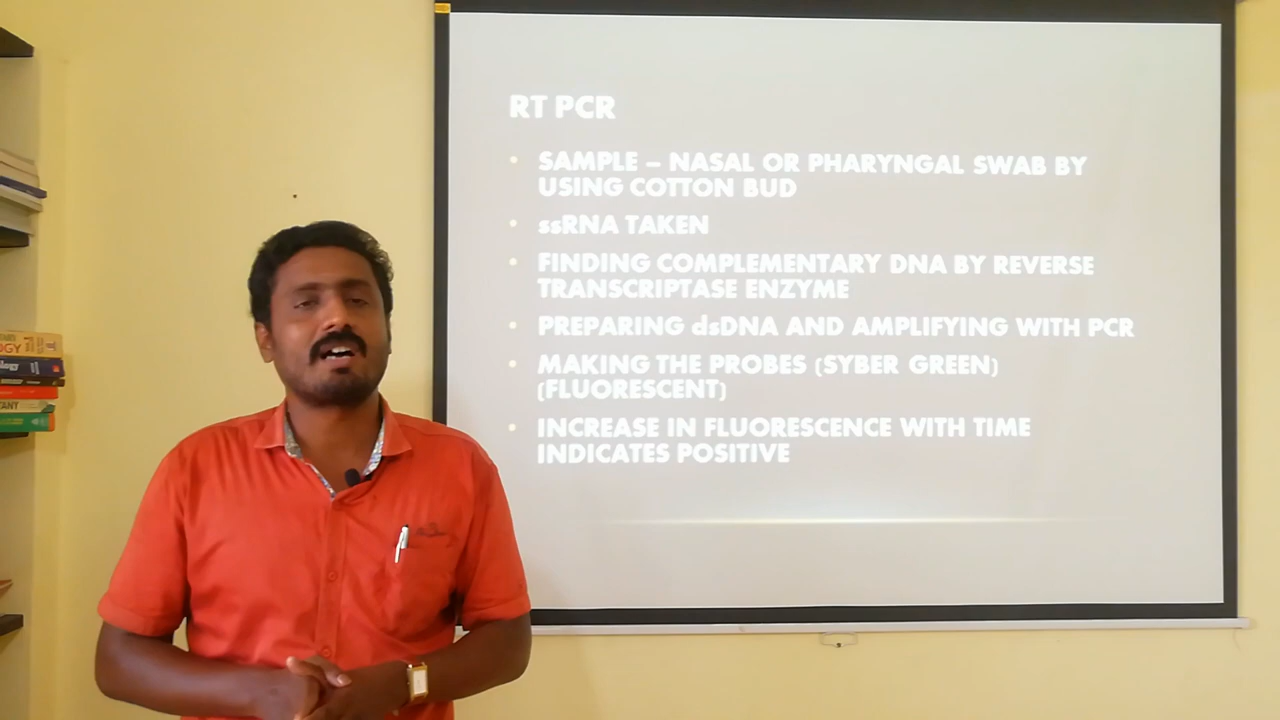 RT PCR
• SAMPLE – NASAL OR PHARYNGAL SWAB BY
USING COTTON BUD
• ssRNA TAKEN
• FINDING COMPLEMENTARY DNA BY REVERSE
TRANSCRIPTASE ENZYME
• PREPARING dsDNA AND AMPLIFYING WITH PCR
• MAKING THE PROBES (SYBER GREEN)
(FLUORESCENT)
• INCREASE IN FLUORESCENCE WITH TIME
INDICATES POSITIVE